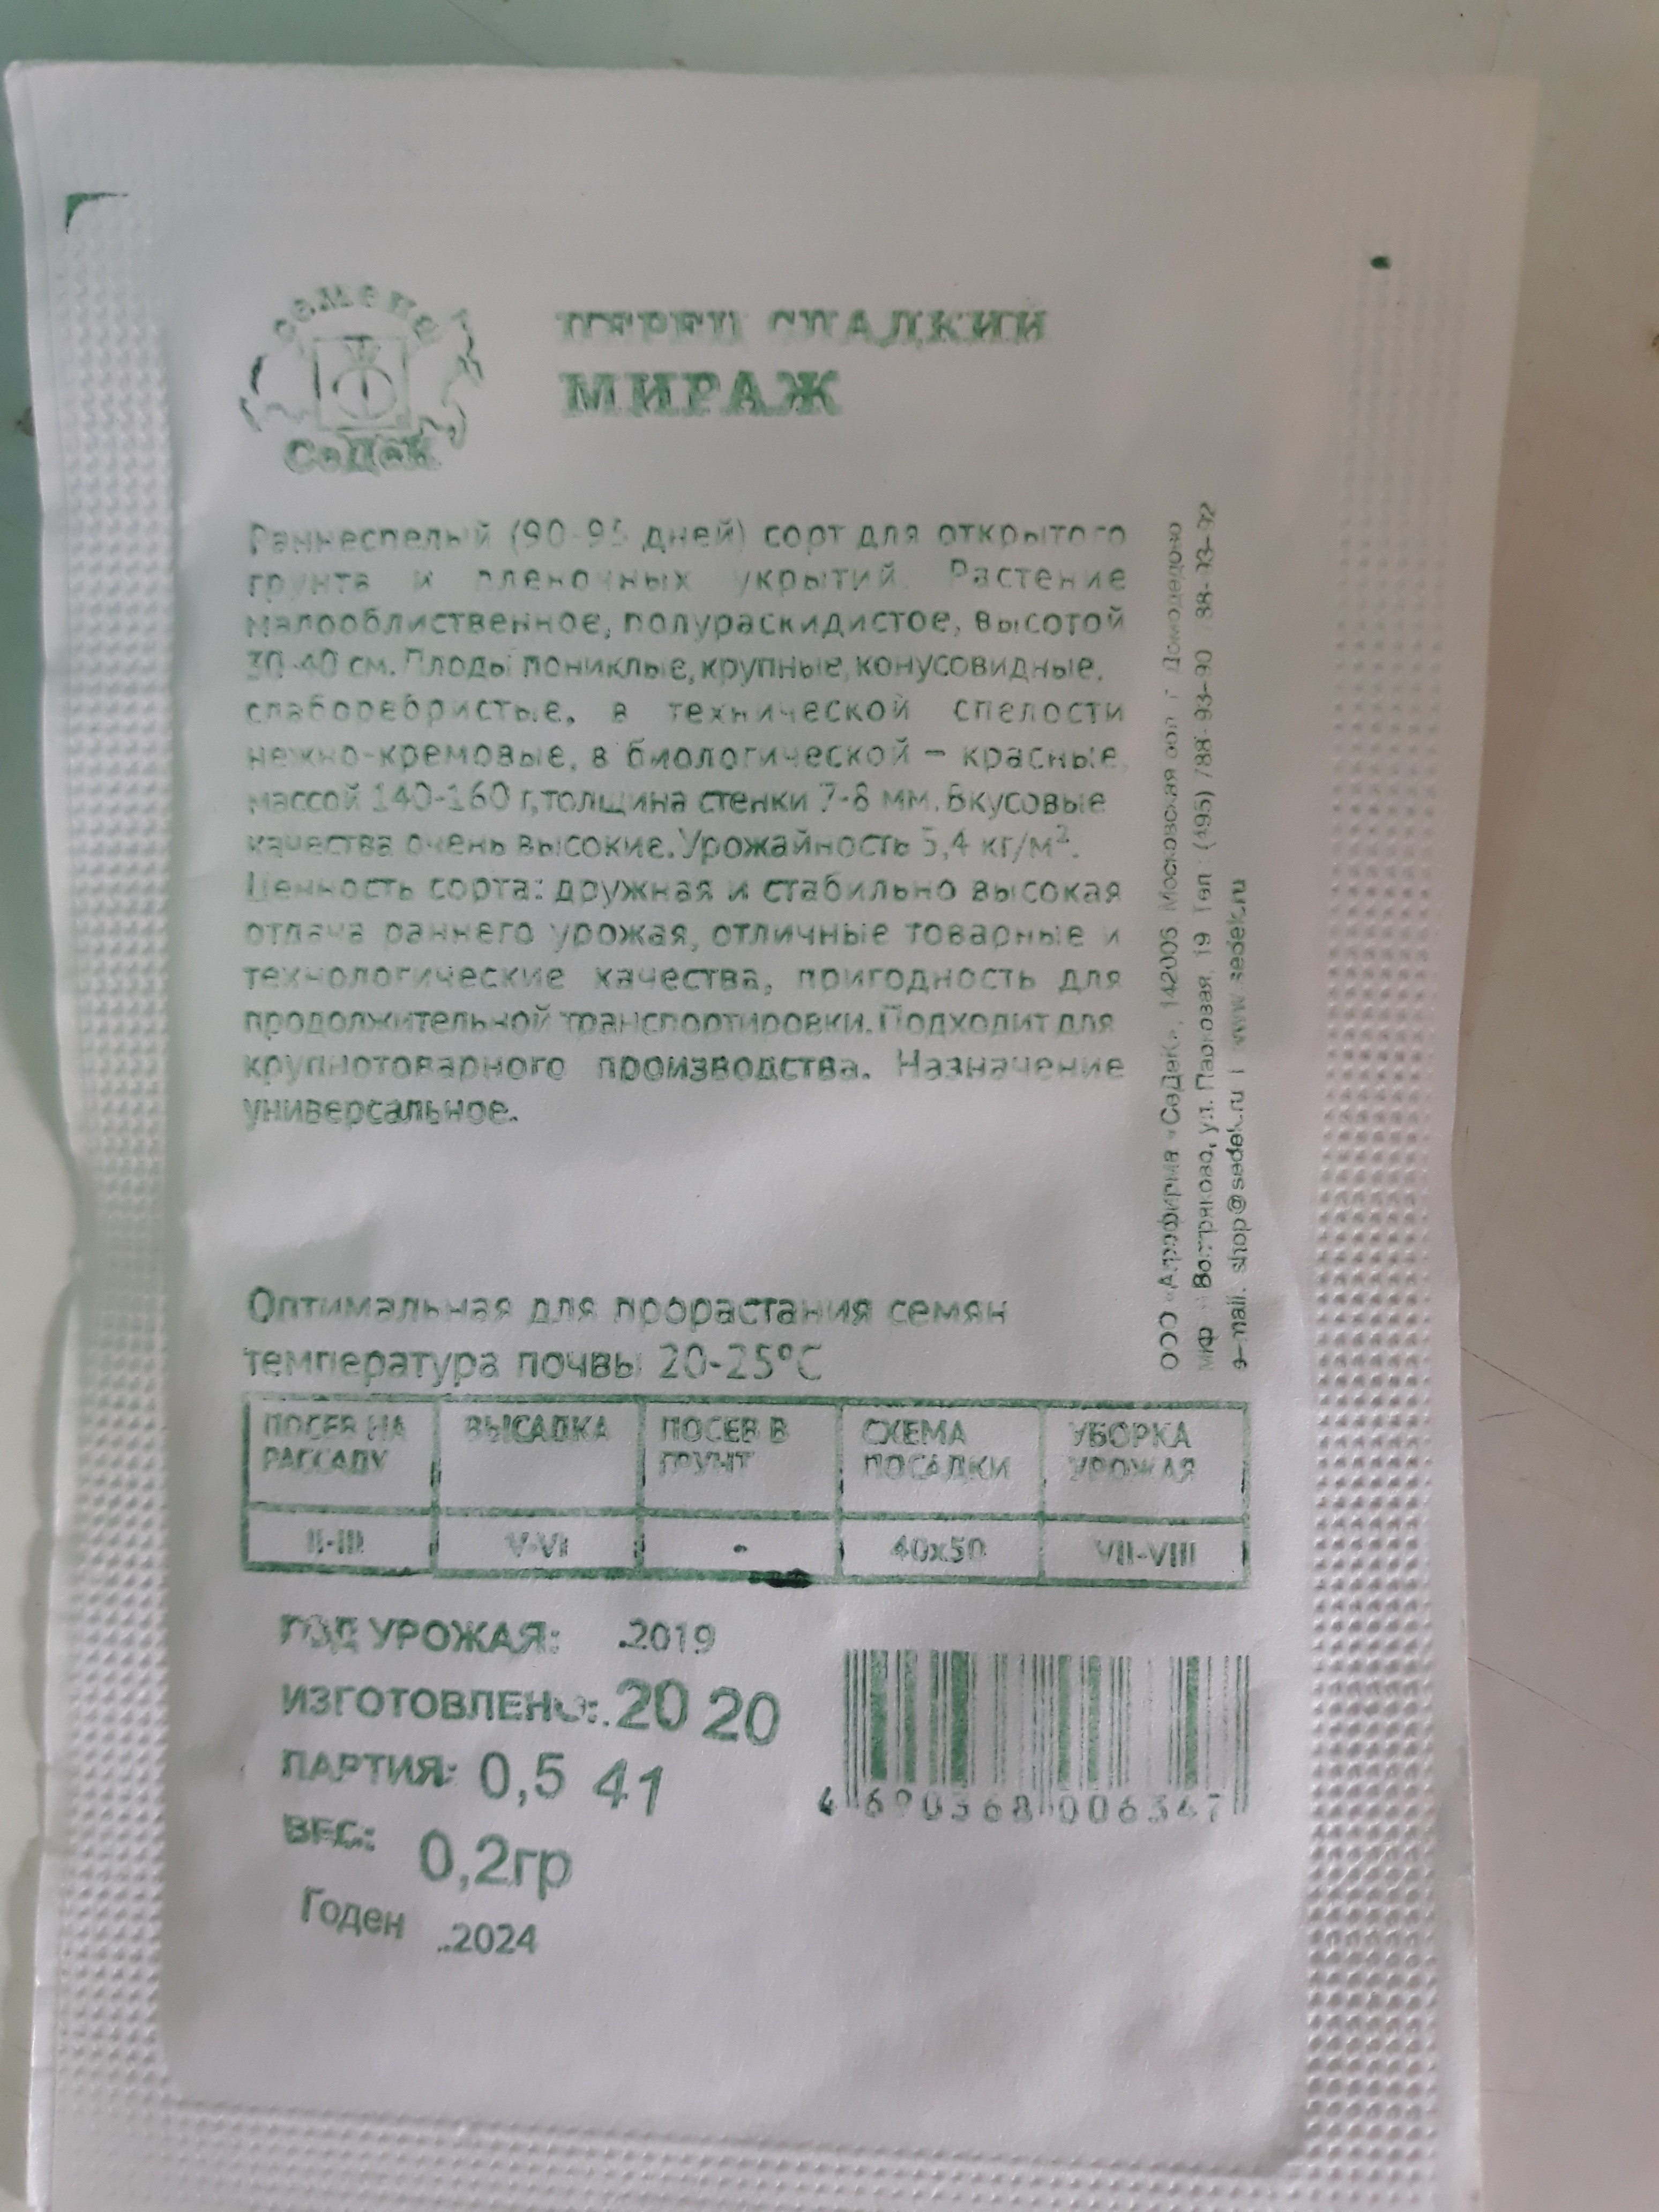 семена
СеДеК
ПЕРЕЦ СЛАДКИЙ
МИРАЖ
Раннеспелый (90-95 дней) сорт для открытого
грунта и пленочных укрытий. Растение
малооблиственное, полураскидистое, высотой
30-40 см. Плоды пониклые, крупные, конусовидные,
слаборебристые, в технической спелости
нежно-кремовые, в биологической – красные,
массой 140-160 г, толщина стенки 7-8 мм. Вкусовые
качества очень высокие. Урожайность 5,4 кг/м².
Ценность сорта: дружная и стабильно высокая
отдача раннего урожая, отличные товарные и
технологические качества, пригодность для
продолжительной транспортировки. Подходит для
крупнотоварного производства. Назначение
универсальное.
ООО «Агрофирма «СеДеК», 142006 Московская обл. г. Домодедово
мкр-н Востряково, ул. Парковая, 19 Тел.: (495) 788-93-90, 788-93-92
e-mail: shop@sedek.ru | www.sedek.ru
Оптимальная для прорастания семян
температура почвы 20-25°C
ПОСЕВ НА РАССАДУ ВЫСАДКА ПОСЕВ В ГРУНТ СХЕМА ПОСАДКИ УБОРКА УРОЖАЯ
II-III V-VI - 40x50 VII-VIII
ГОД УРОЖАЯ: .2019
ИЗГОТОВЛЕНО: .20 20
ПАРТИЯ: 0,5 41
ВЕС: 0,2гр
Годен ..2024
4 690368 006347